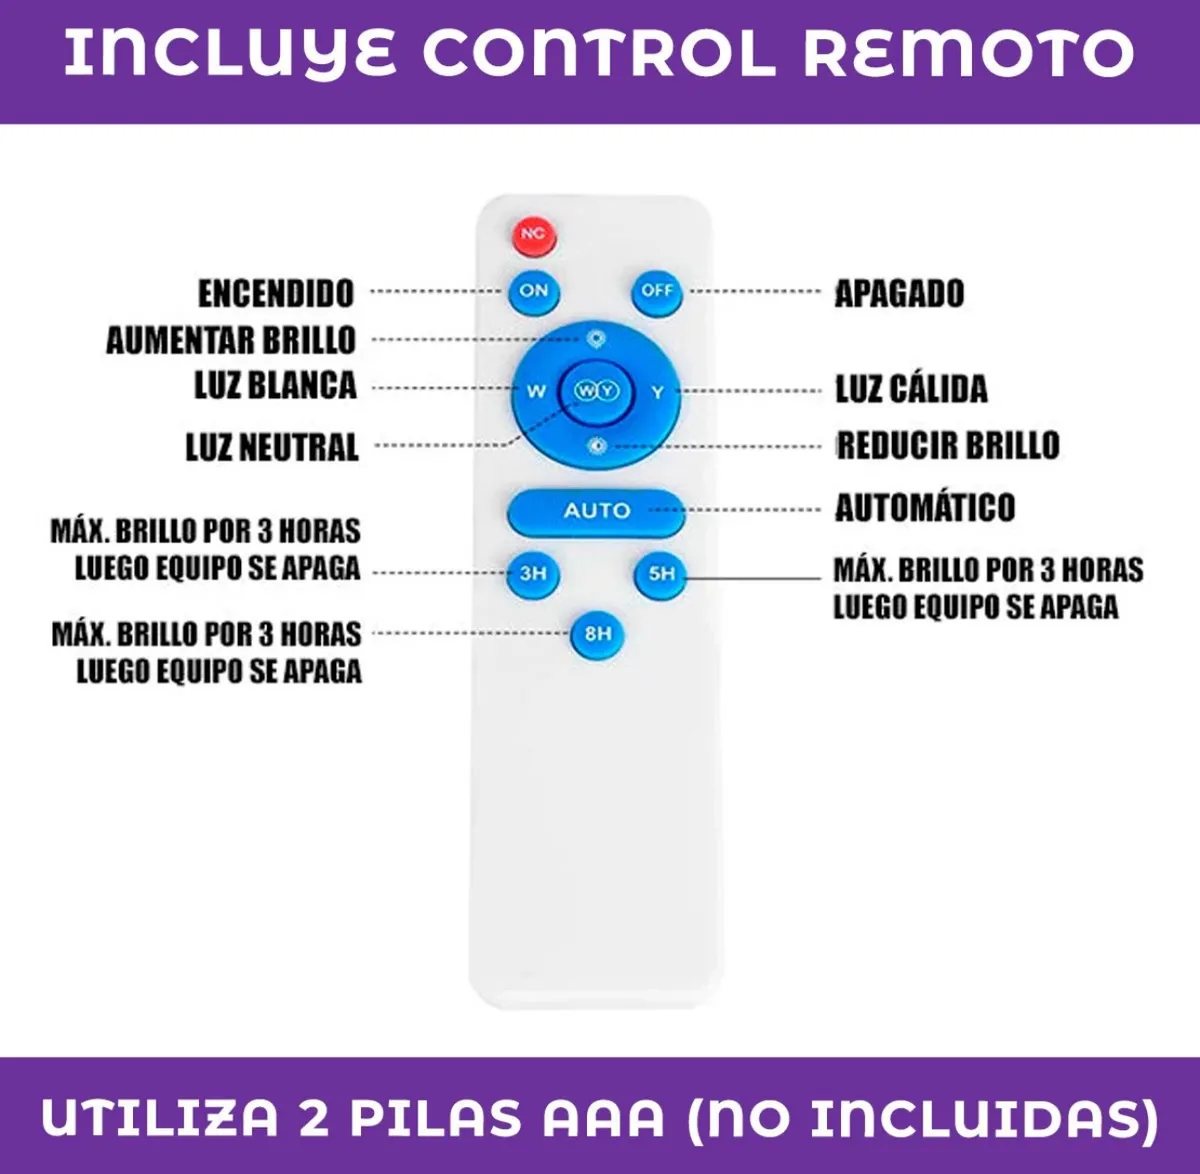 INCLUYE CONTROL REMOTO
NC
ENCENDIDO
ON
OFF
APAGADO
AUMENTAR BRILLO
LUZ BLANCA
W
WY
Y
LUZ CÁLIDA
LUZ NEUTRAL
REDUCIR BRILLO
AUTO
AUTOMÁTICO
MÁX. BRILLO POR 3 HORAS
LUEGO EQUIPO SE APAGA
3H
5H
MÁX. BRILLO POR 3 HORAS
LUEGO EQUIPO SE APAGA
MÁX. BRILLO POR 3 HORAS
LUEGO EQUIPO SE APAGA
8H
UTILIZA 2 PILAS AAA (NO INCLUIDAS)